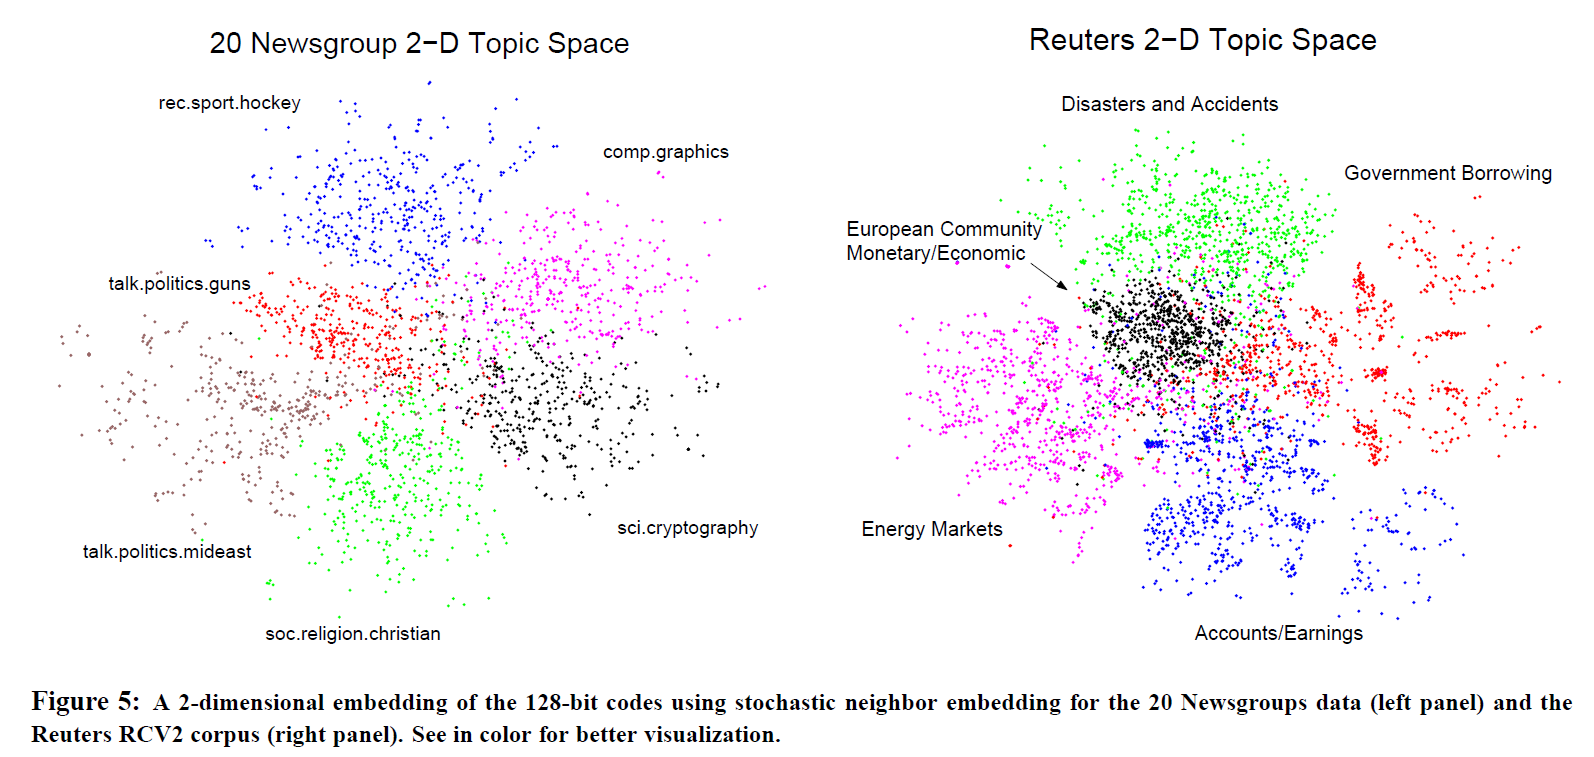 20 Newsgroup 2−D Topic Space
rec.sport.hockey
comp.graphics
talk.politics.guns
talk.politics.mideast
sci.cryptography
soc.religion.christian
Reuters 2−D Topic Space
Disasters and Accidents
Government Borrowing
European Community
Monetary/Economic
Energy Markets
Accounts/Earnings
Figure 5: A 2-dimensional embedding of the 128-bit codes using stochastic neighbor embedding for the 20 Newsgroups data (left panel) and the
Reuters RCV2 corpus (right panel). See in color for better visualization.